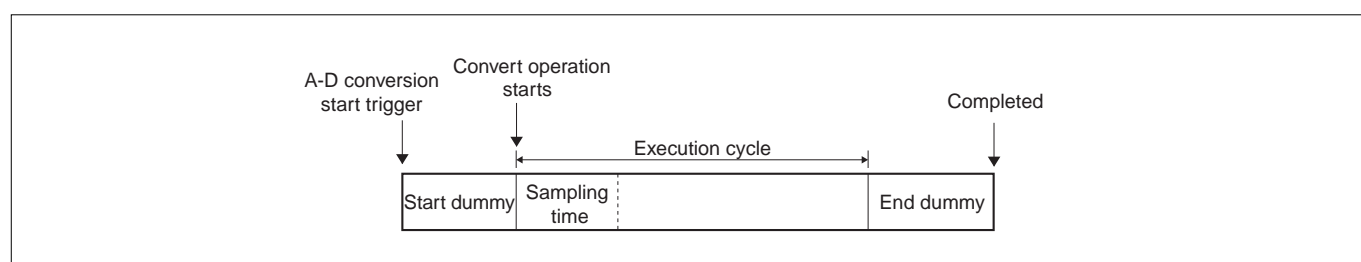 A-D conversion
start trigger
Convert operation
starts
Completed
Execution cycle
Start dummy
Sampling
time
End dummy